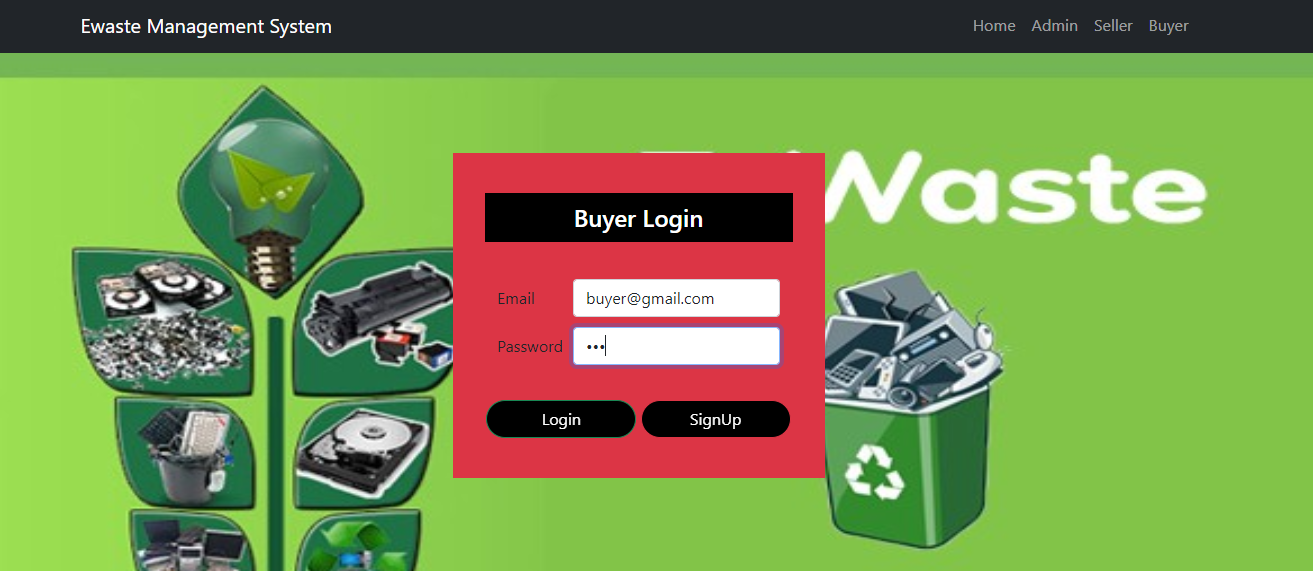 Ewaste Management System
Home Admin Seller Buyer
Waste
Buyer Login
Email buyer@gmail.com
Password •••
Login SignUp